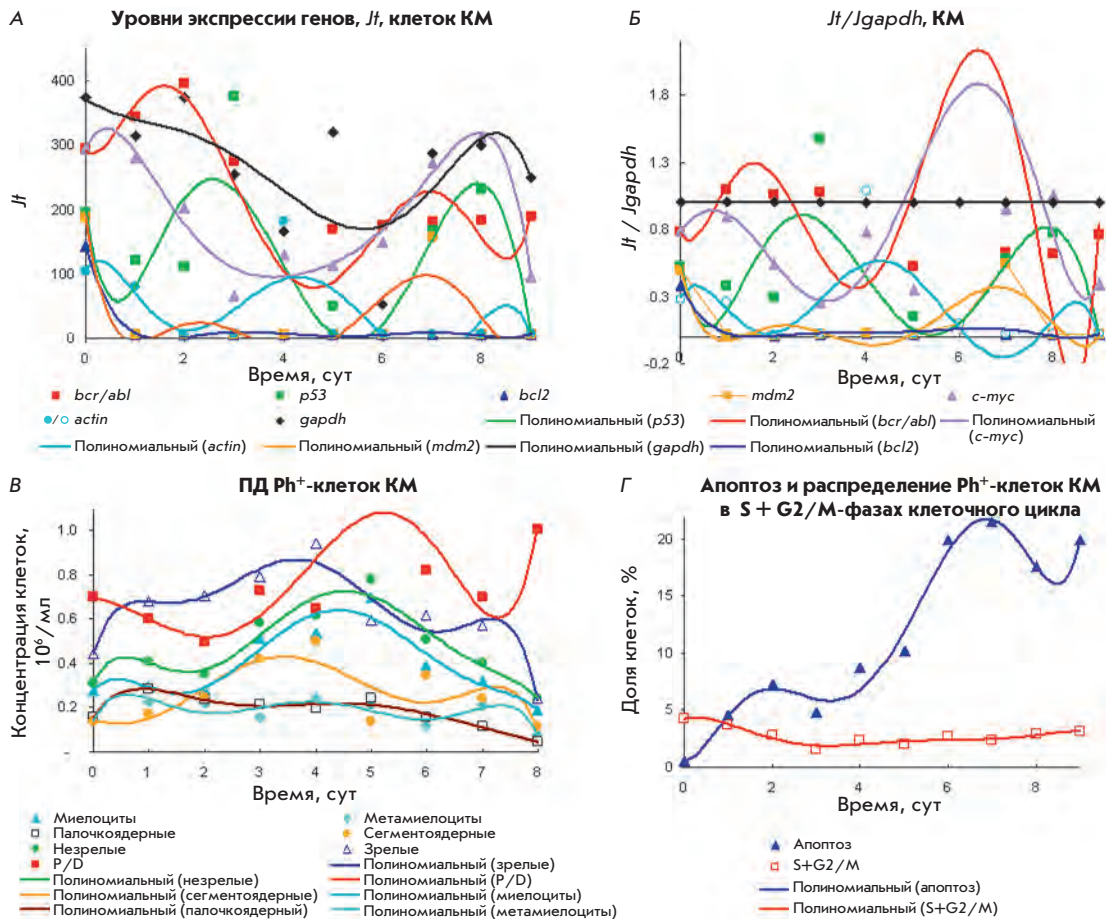 А
Уровни экспрессии генов, Jt, клеток КМ
Jt
400
300
200
100
0
0
2
4
6
8
Время, сут
Б
Jt/Jgapdh, КМ
Jt / Jgapdh
1.8
1.3
0.8
0.3
-0.2
0
2
4
6
8
Время, сут
bcr/abl
p53
bcl2
mdm2
c-myc
/ actin
gapdh
Полиномиальный (p53)
Полиномиальный (bcr/abl)
Полиномиальный (c-myc)
Полиномиальный (actin)
Полиномиальный (mdm2)
Полиномиальный (gapdh)
Полиномиальный (bcl2)
В
ПД Ph⁺-клеток КМ
Концентрация клеток,
10⁶/мл
1.0
0.8
0.6
0.4
0.2
-
0
1
2
3
4
5
6
7
8
Время, сут
Миелоциты
Метамиелоциты
Палочкоядерные
Сегментоядерные
Незрелые
Зрелые
P/D
Полиномиальный (зрелые)
Полиномиальный (незрелые)
Полиномиальный (P/D)
Полиномиальный (сегментоядерные)
Полиномиальный (миелоциты)
Полиномиальный (палочкоядерный)
Полиномиальный (метамиелоциты)
Г
Апоптоз и распределение Ph⁺-клеток КМ
в S + G2/M-фазах клеточного цикла
Доля клеток, %
20
15
10
5
0
0
2
4
6
8
Время, сут
Апоптоз
S+G2/M
Полиномиальный (апоптоз)
Полиномиальный (S+G2/M)